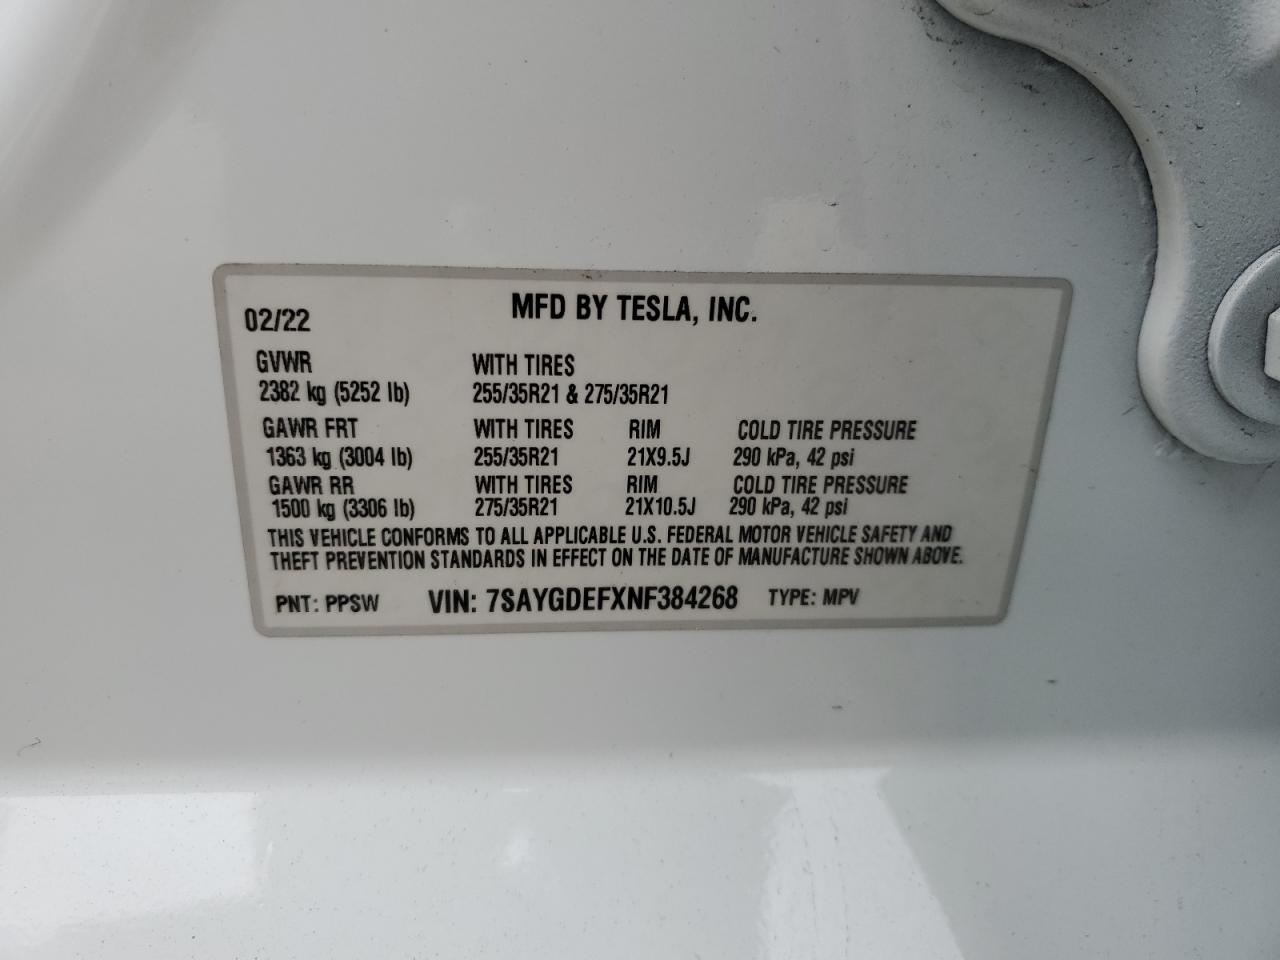 MFD BY TESLA, INC.
02/22
GVWR WITH TIRES
2382 kg (5252 lb) 255/35R21 & 275/35R21
GAWR FRT WITH TIRES RIM COLD TIRE PRESSURE
1363 kg (3004 lb) 255/35R21 21X9.5J 290 kPa, 42 psi
GAWR RR WITH TIRES RIM COLD TIRE PRESSURE
1500 kg (3306 lb) 275/35R21 21X10.5J 290 kPa, 42 psi
THIS VEHICLE CONFORMS TO ALL APPLICABLE U.S. FEDERAL MOTOR VEHICLE SAFETY AND
THEFT PREVENTION STANDARDS IN EFFECT ON THE DATE OF MANUFACTURE SHOWN ABOVE.
PNT: PPSW VIN: 7SAYGDEFXNF384268 TYPE: MPV